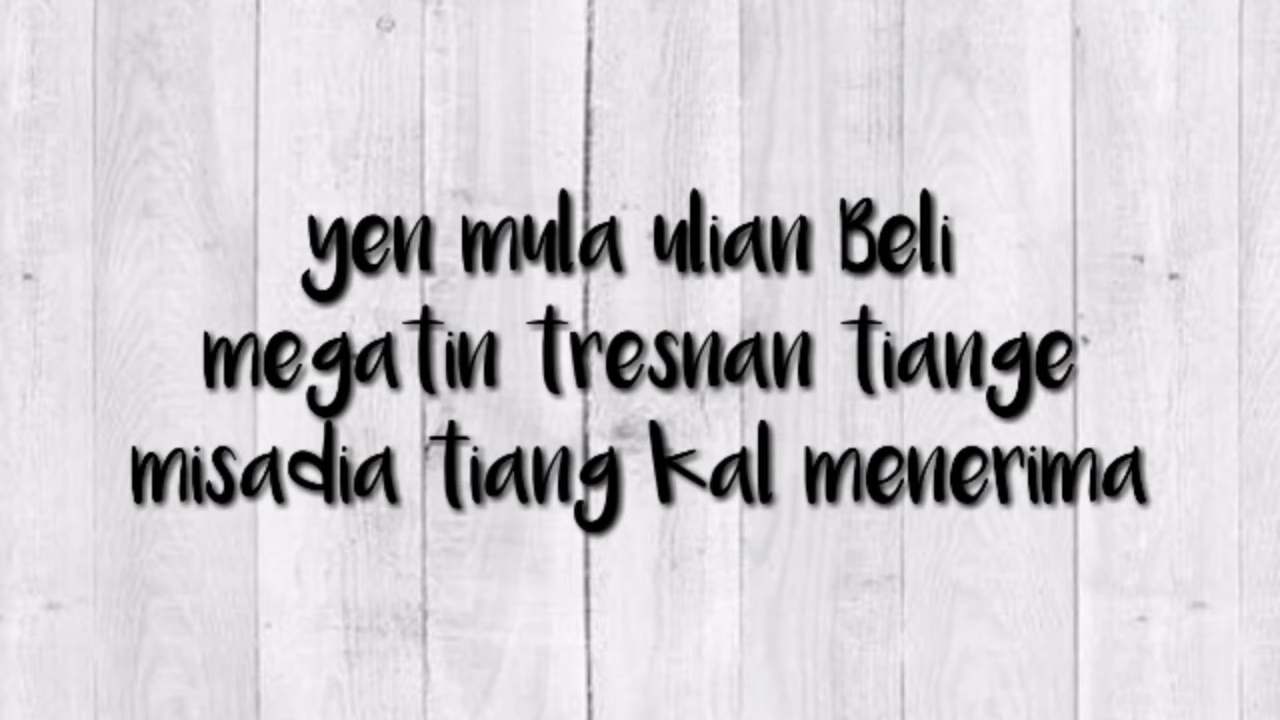 yen mula ulian Beli
megatin tresnan tiange
misadia tiang kal menerima